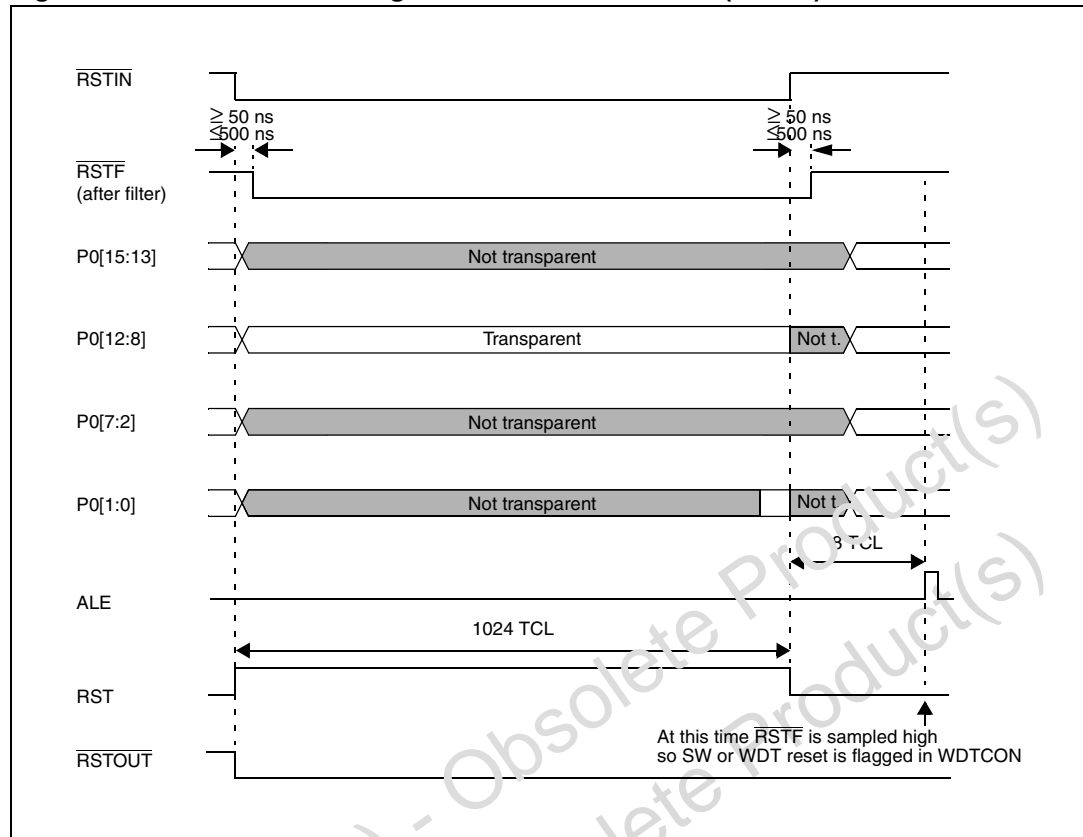 RSTIN
≥ 50 ns
≤500 ns
≥ 50 ns
≤500 ns
RSTF
(after filter)
P0[15:13]
Not transparent
P0[12:8]
Transparent
Not t.
P0[7:2]
Not transparent
P0[1:0]
Not transparent
Not t.
8 TCL
ALE
1024 TCL
RST
At this time RSTF is sampled high
so SW or WDT reset is flagged in WDTCON
RSTOUT
) - Obsolete Product(s)
olete Product(s)